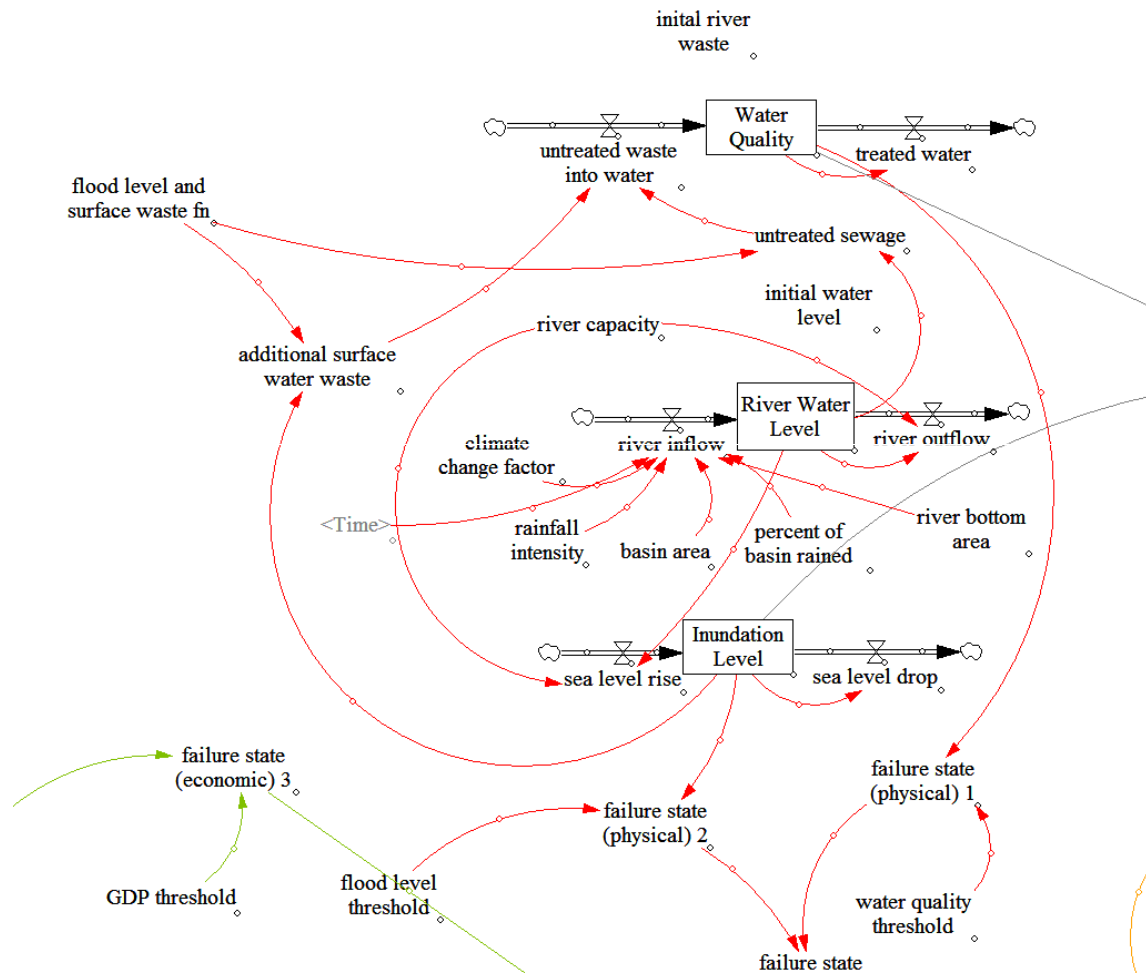 inital river
waste
Water
Quality
untreated waste
into water
treated water
flood level and
surface waste fn
untreated sewage
initial water
level
river capacity
additional surface
water waste
River Water
Level
river inflow
river outflow
climate
change factor
<Time>
rainfall
intensity
basin area
percent of
basin rained
river bottom
area
Inundation
Level
sea level rise
sea level drop
failure state
(economic) 3
failure state
(physical) 1
failure state
(physical) 2
GDP threshold
flood level
threshold
water quality
threshold
failure state